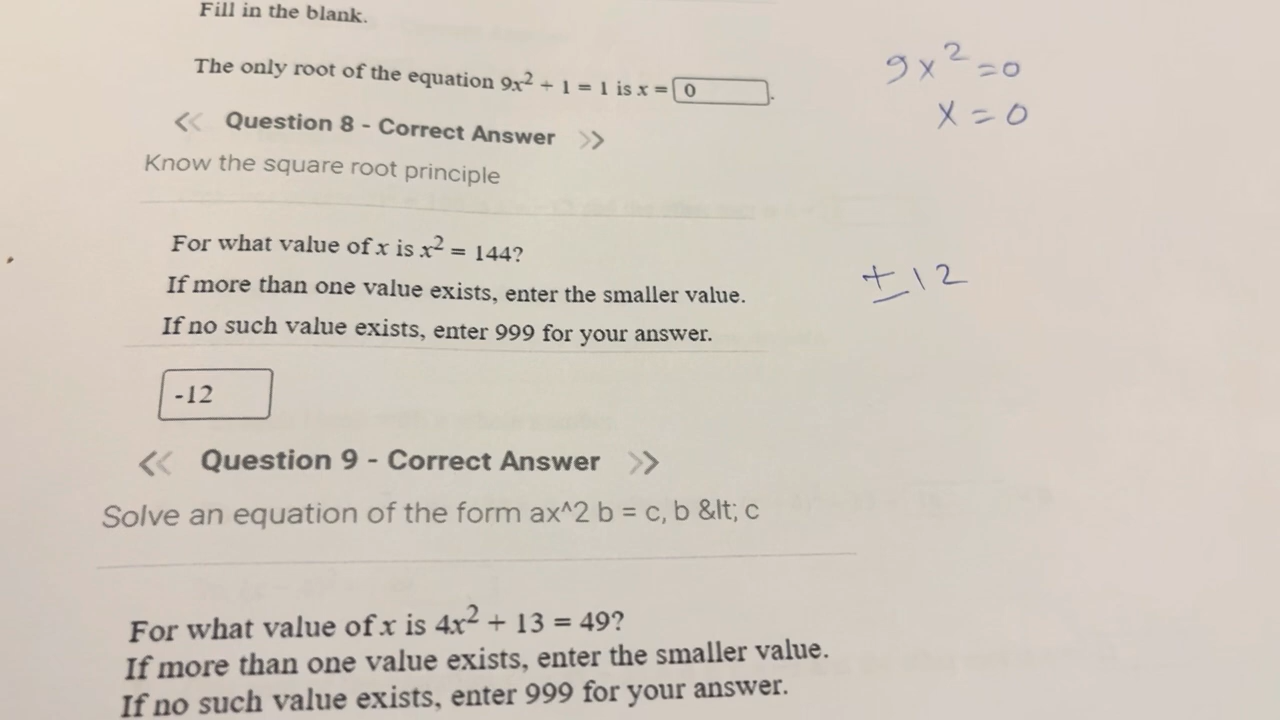 Fill in the blank.
The only root of the equation 9x² + 1 = 1 is x = 0.
9x² = 0
x = 0
<< Question 8 - Correct Answer >>
Know the square root principle
For what value of x is x² = 144?
If more than one value exists, enter the smaller value.
If no such value exists, enter 999 for your answer.
±12
-12
<< Question 9 - Correct Answer >>
Solve an equation of the form ax^2 b = c, b &lt; c
For what value of x is 4x² + 13 = 49?
If more than one value exists, enter the smaller value.
If no such value exists, enter 999 for your answer.